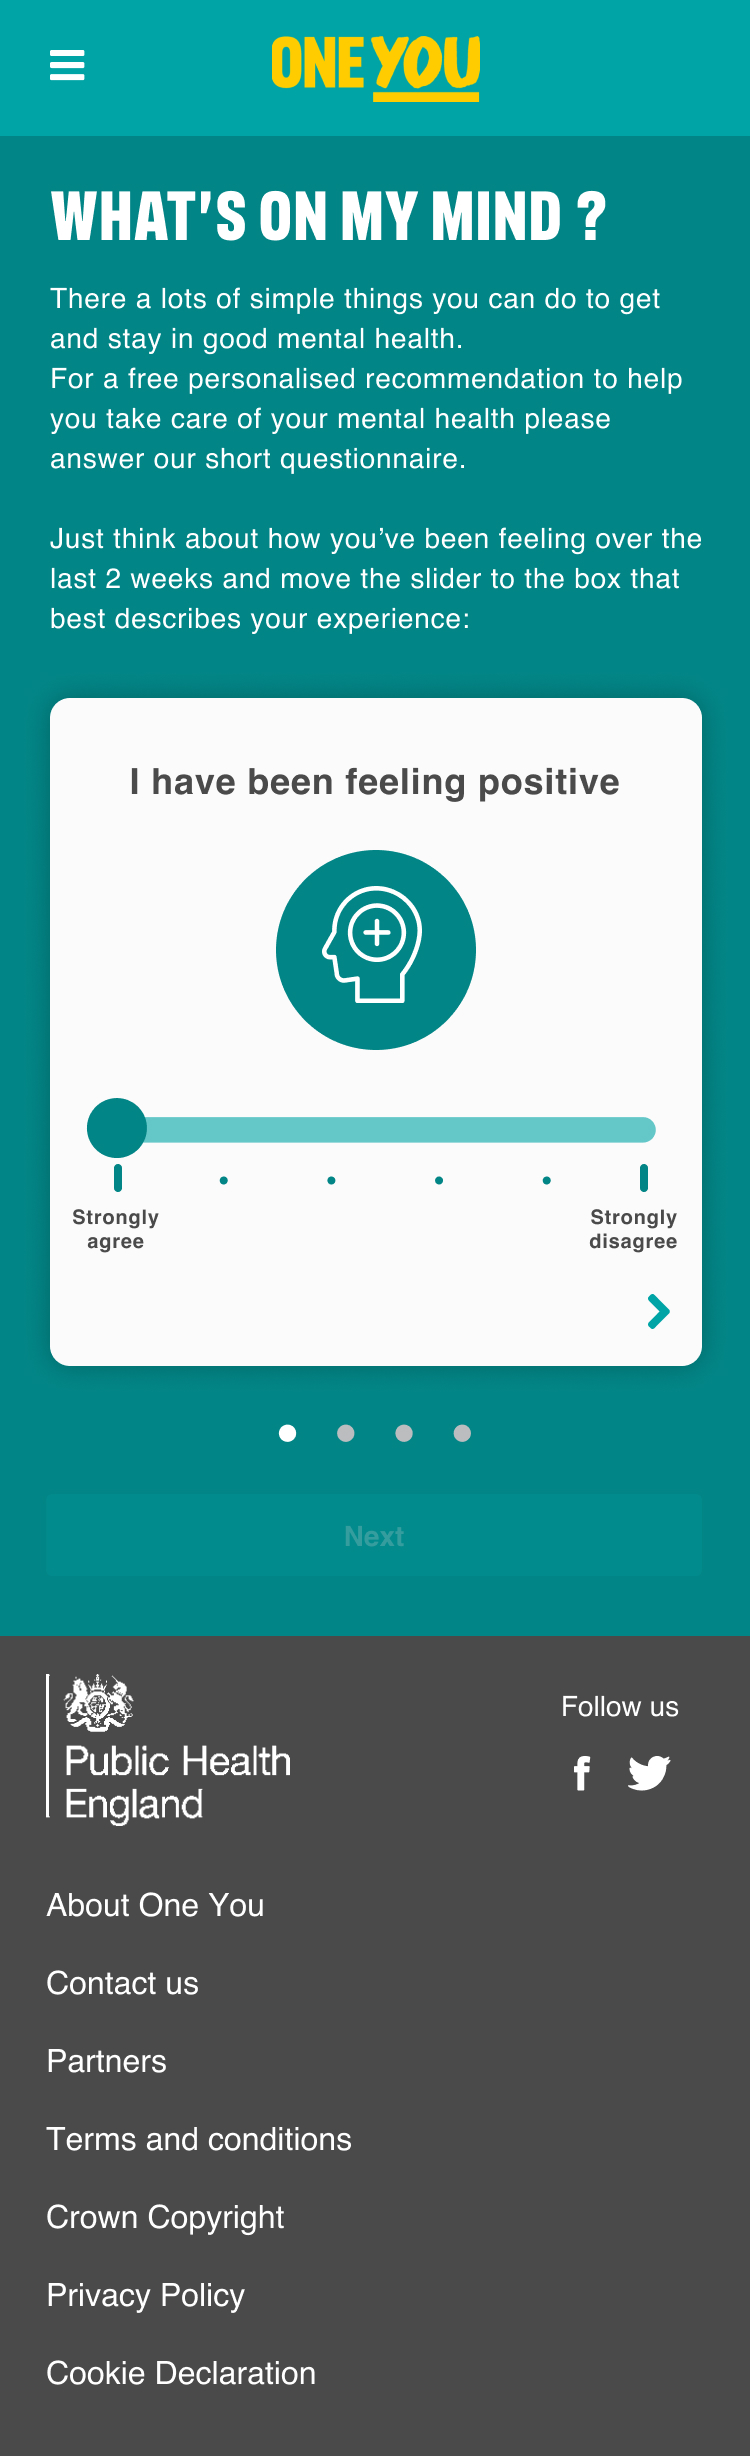 ONE YOU
WHAT'S ON MY MIND ?
There a lots of simple things you can do to get
and stay in good mental health.
For a free personalised recommendation to help
you take care of your mental health please
answer our short questionnaire.
Just think about how you’ve been feeling over the
last 2 weeks and move the slider to the box that
best describes your experience:
I have been feeling positive
Strongly
agree
Strongly
disagree
Next
Public Health
England
Follow us
About One You
Contact us
Partners
Terms and conditions
Crown Copyright
Privacy Policy
Cookie Declaration